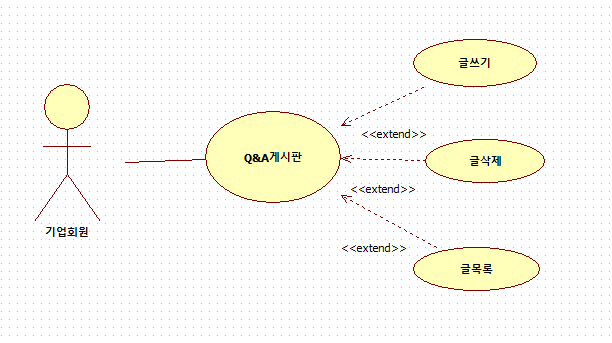 글쓰기
<<extend>>
Q&A게시판
글삭제
<<extend>>
기업회원
<<extend>>
글목록